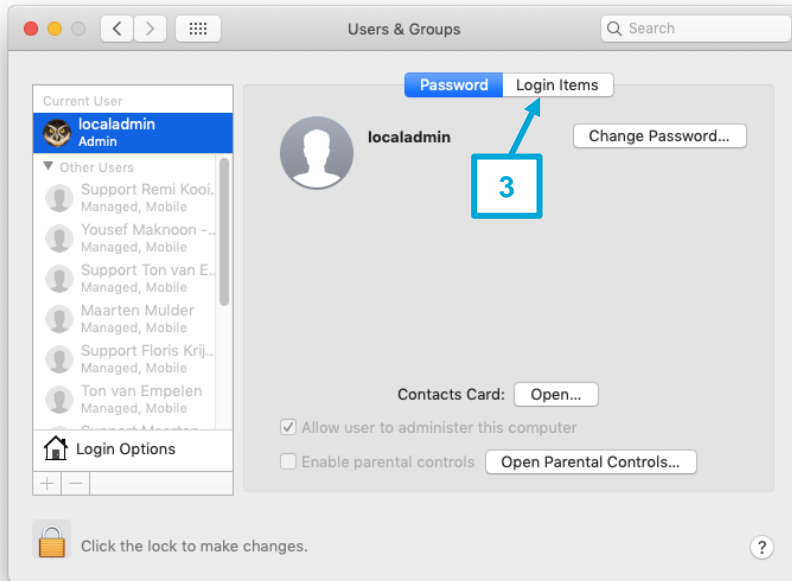 Users & Groups
Search
Password
Login Items
Current User
localadmin
Admin
Other Users
Support Remi Kooi..
Managed, Mobile
Yousef Maknoon -..
Managed, Mobile
Support Ton van E..
Managed, Mobile
Maarten Mulder
Managed, Mobile
Support Floris Krij..
Managed, Mobile
Ton van Empelen
Managed, Mobile
Login Options
localadmin
Change Password...
3
Contacts Card:
Open...
Allow user to administer this computer
Enable parental controls
Open Parental Controls...
Click the lock to make changes.
?